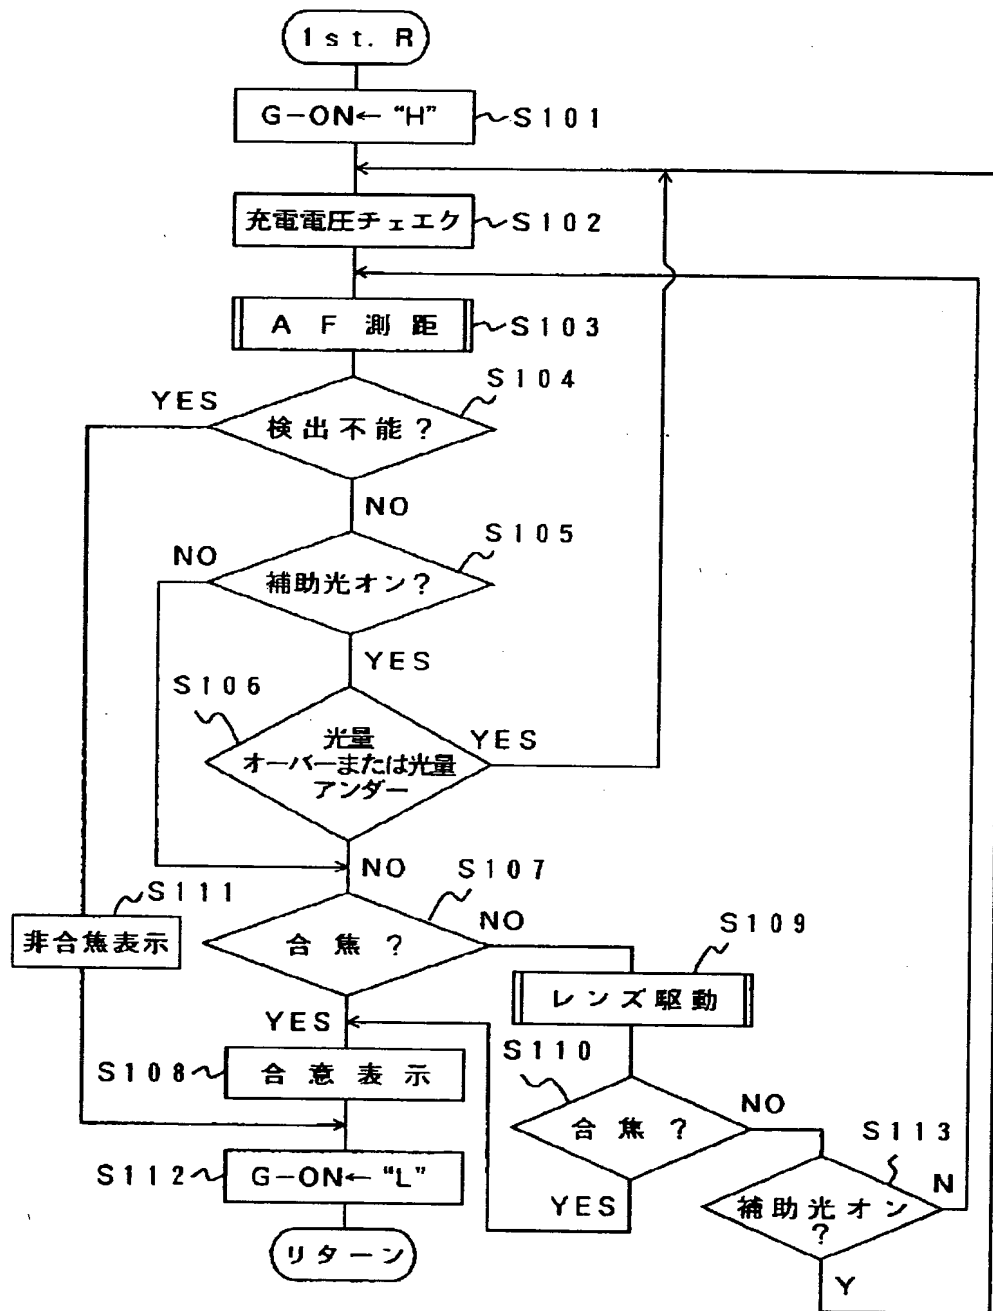 1st. R
G-ON← “H”
S101
充電電圧チェエク
S102
AF測距
S103
S104
YES
検出不能?
NO
S105
NO
補助光オン?
YES
S106
光量
オーバーまたは光量
アンダー
YES
NO
S107
S111
非合焦表示
合焦?
NO
S109
レンズ駆動
YES
S108
合意表示
S110
合焦?
NO
S113
YES
補助光オン
?
N
Y
S112
G-ON← “L”
リターン